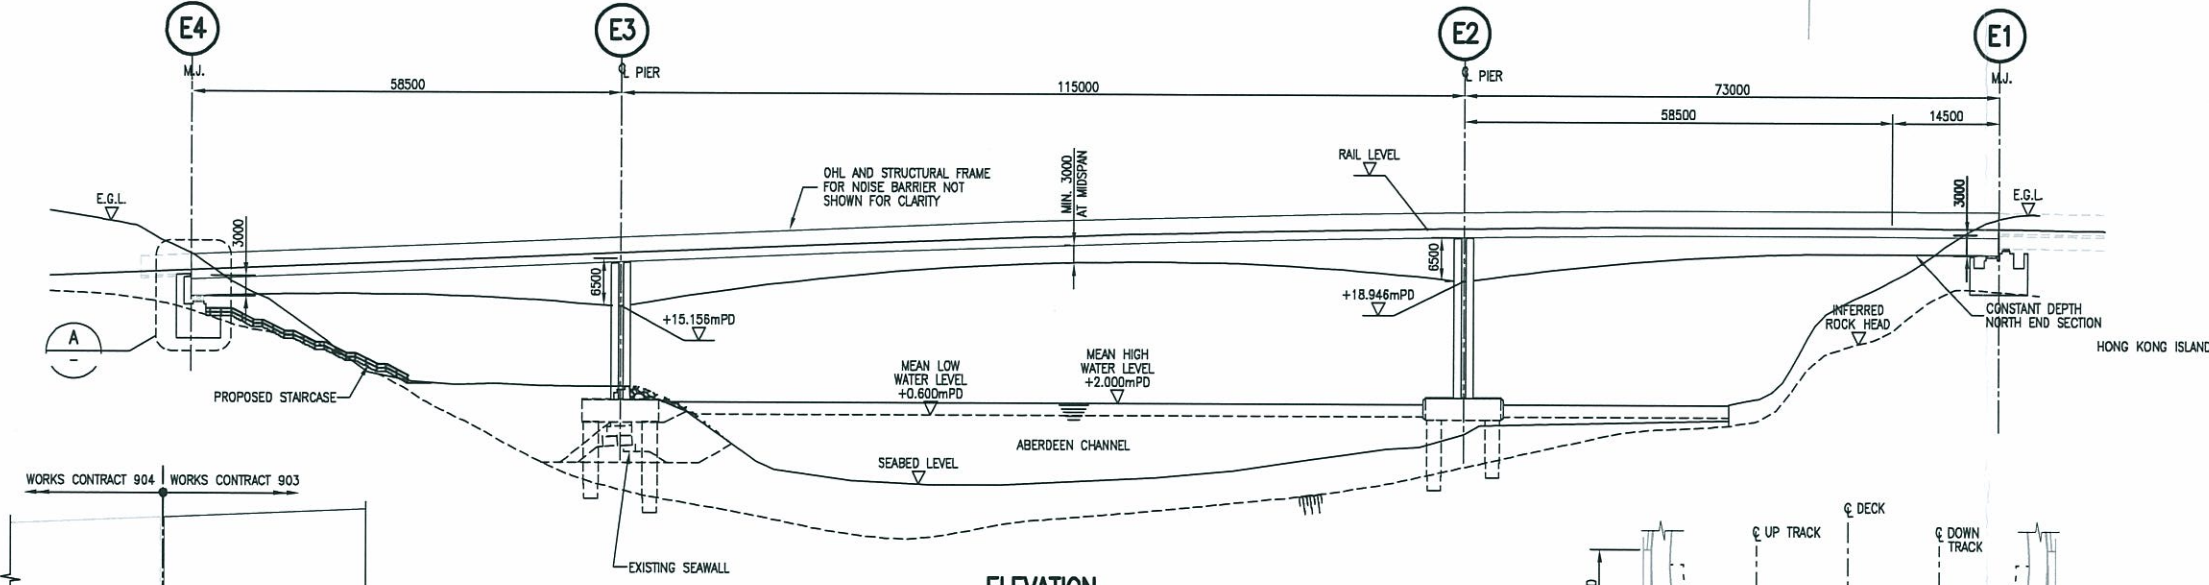 E4
E3
E2
E1
M.J.
℄ PIER
℄ PIER
M.J.
58500
115000
73000
58500
14500
OHL AND STRUCTURAL FRAME
FOR NOISE BARRIER NOT
SHOWN FOR CLARITY
MIN. 3000
AT MIDSPAN
RAIL LEVEL
E.G.L.
E.G.L.
3000
3000
6500
6500
+15.156mPD
+18.946mPD
A
-
PROPOSED STAIRCASE
MEAN LOW
WATER LEVEL
+0.600mPD
MEAN HIGH
WATER LEVEL
+2.000mPD
INFERRED
ROCK HEAD
CONSTANT DEPTH
NORTH END SECTION
HONG KONG ISLAND
ABERDEEN CHANNEL
SEABED LEVEL
WORKS CONTRACT 904
WORKS CONTRACT 903
EXISTING SEAWALL
℄ UP TRACK
℄ DECK
℄ DOWN
TRACK
ELEVATION